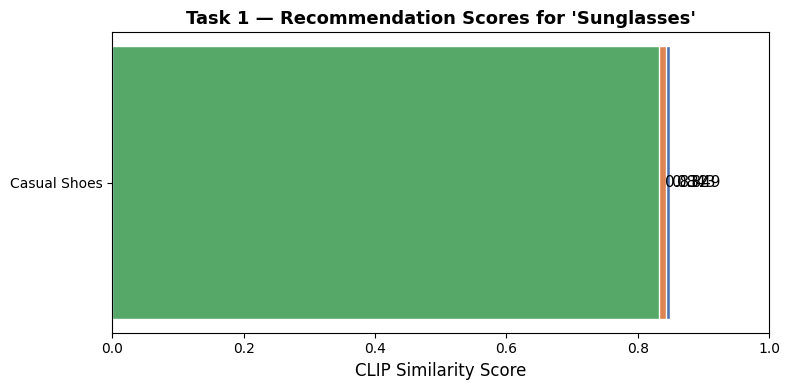 Task 1 — Recommendation Scores for 'Sunglasses'
Casual Shoes
0.0 0.2 0.4 0.6 0.8 1.0
CLIP Similarity Score